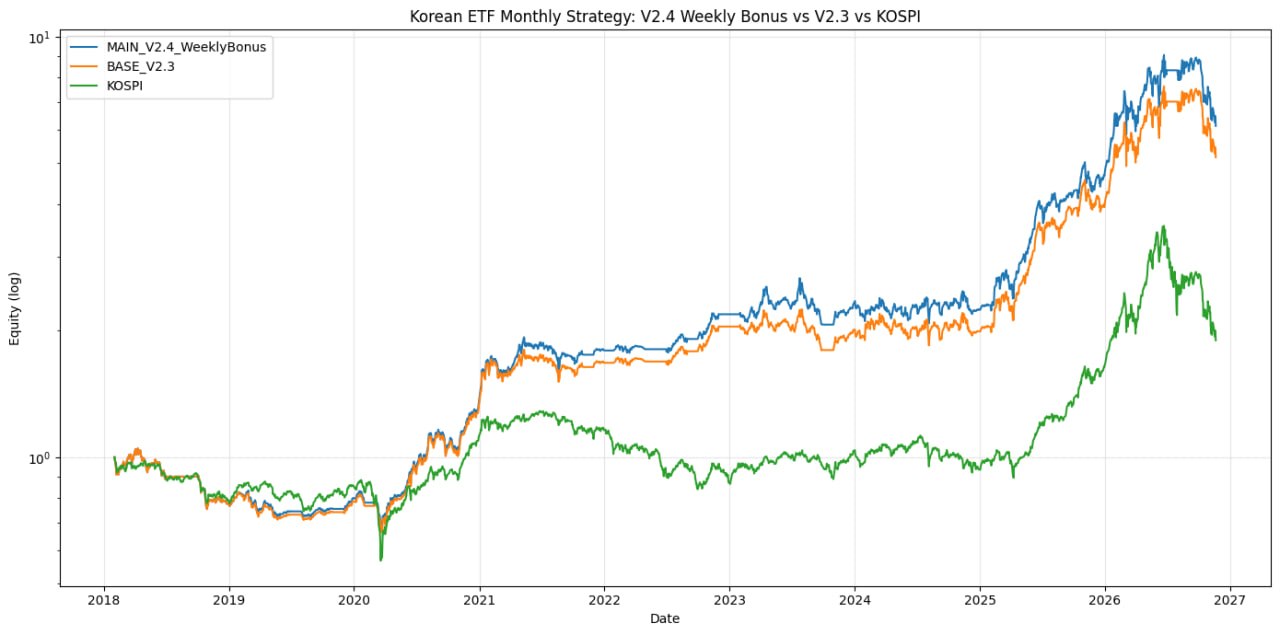 Korean ETF Monthly Strategy: V2.4 Weekly Bonus vs V2.3 vs KOSPI
10¹
MAIN_V2.4_WeeklyBonus
BASE_V2.3
KOSPI
Equity (log)
10⁰
2018 2019 2020 2021 2022 2023 2024 2025 2026 2027
Date